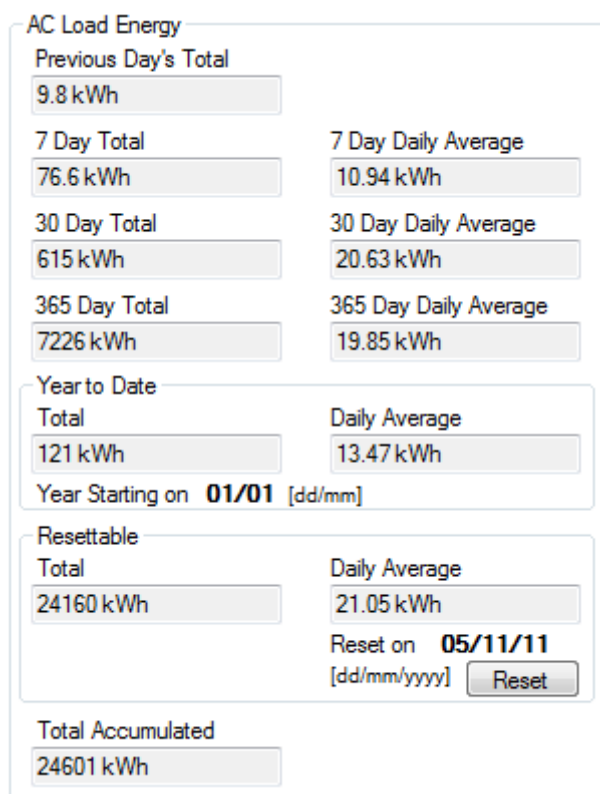 AC Load Energy
Previous Day's Total
9.8 kWh
7 Day Total 7 Day Daily Average
76.6 kWh 10.94 kWh
30 Day Total 30 Day Daily Average
615 kWh 20.63 kWh
365 Day Total 365 Day Daily Average
7226 kWh 19.85 kWh
Year to Date
Total Daily Average
121 kWh 13.47 kWh
Year Starting on 01/01 [dd/mm]
Resettable
Total Daily Average
24160 kWh 21.05 kWh
Reset on 05/11/11
[dd/mm/yyyy] Reset
Total Accumulated
24601 kWh